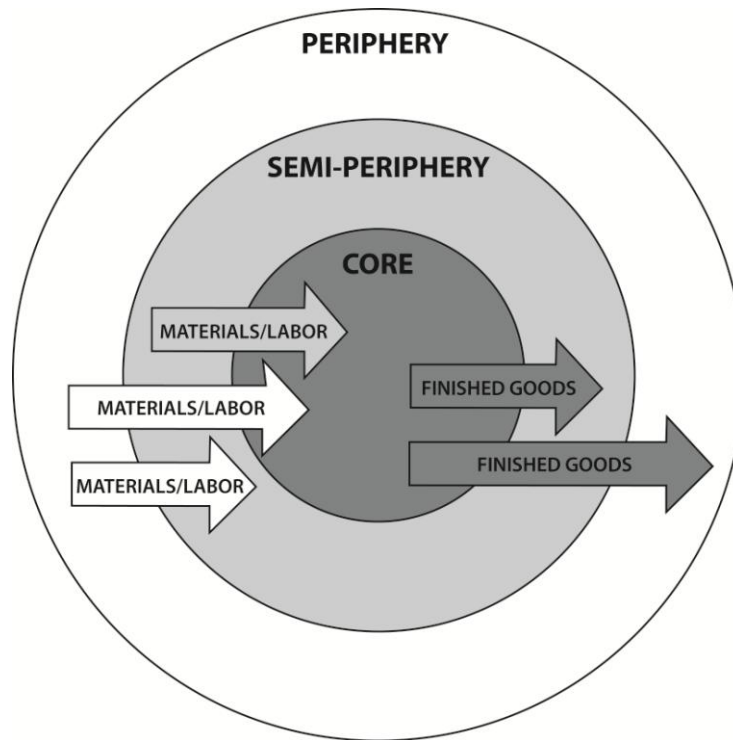 PERIPHERY
SEMI-PERIPHERY
CORE
MATERIALS/LABOR
FINISHED GOODS
MATERIALS/LABOR
FINISHED GOODS
MATERIALS/LABOR